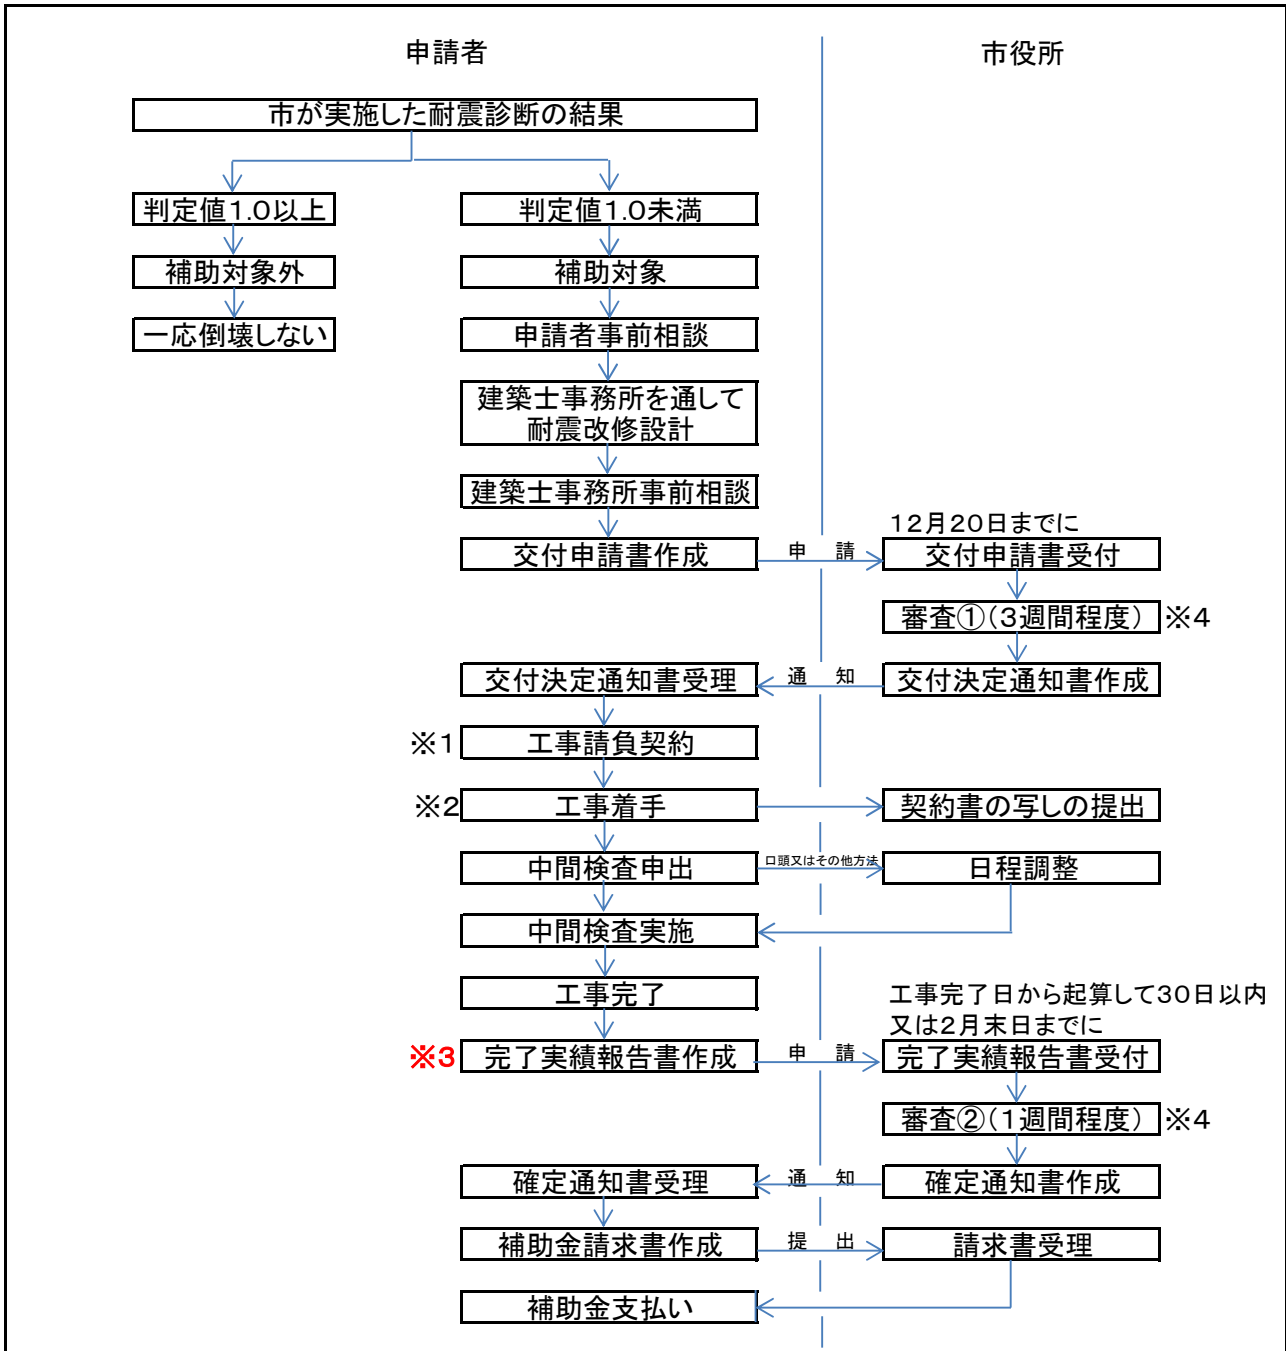 申請者
市役所
市が実施した耐震診断の結果
判定値1.0以上
判定値1.0未満
補助対象外
補助対象
一応倒壊しない
申請者事前相談
建築士事務所を通して
耐震改修設計
建築士事務所事前相談
12月20日までに
交付申請書作成
申　請
交付申請書受付
審査①(3週間程度)
※4
交付決定通知書受理
通　知
交付決定通知書作成
※1
工事請負契約
※2
工事着手
契約書の写しの提出
中間検査申出
口頭又はその他方法
日程調整
中間検査実施
工事完了
工事完了日から起算して30日以内
又は2月末日までに
※3
完了実績報告書作成
申　請
完了実績報告書受付
審査②(1週間程度)
※4
確定通知書受理
通　知
確定通知書作成
補助金請求書作成
提　出
請求書受理
補助金支払い